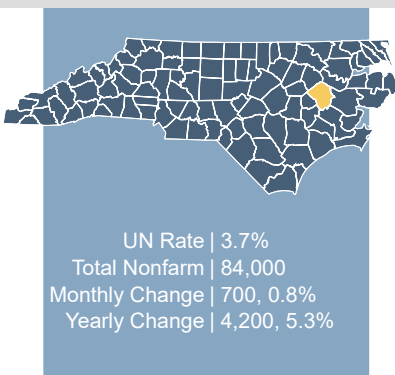 UN Rate | 3.7%
Total Nonfarm | 84,000
Monthly Change | 700, 0.8%
Yearly Change | 4,200, 5.3%